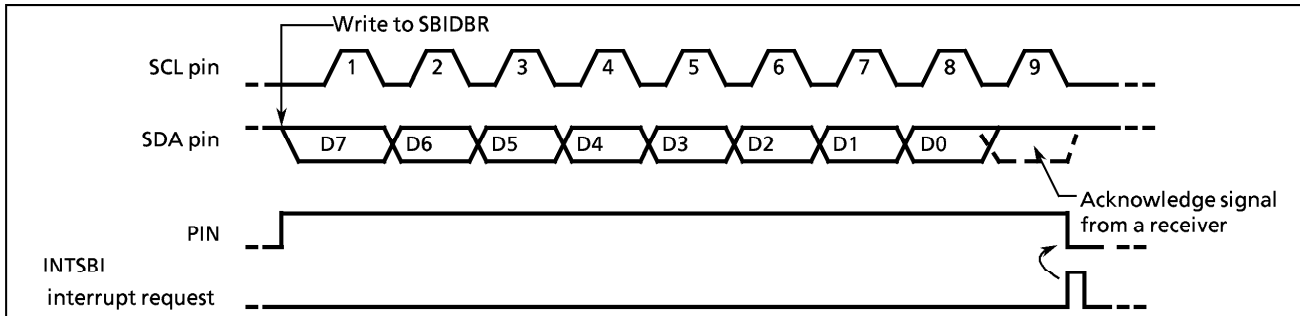 Write to SBIDBR
SCL pin
1 2 3 4 5 6 7 8 9
SDA pin
D7 D6 D5 D4 D3 D2 D1 D0
Acknowledge signal
from a receiver
PIN
INTSBI
interrupt request